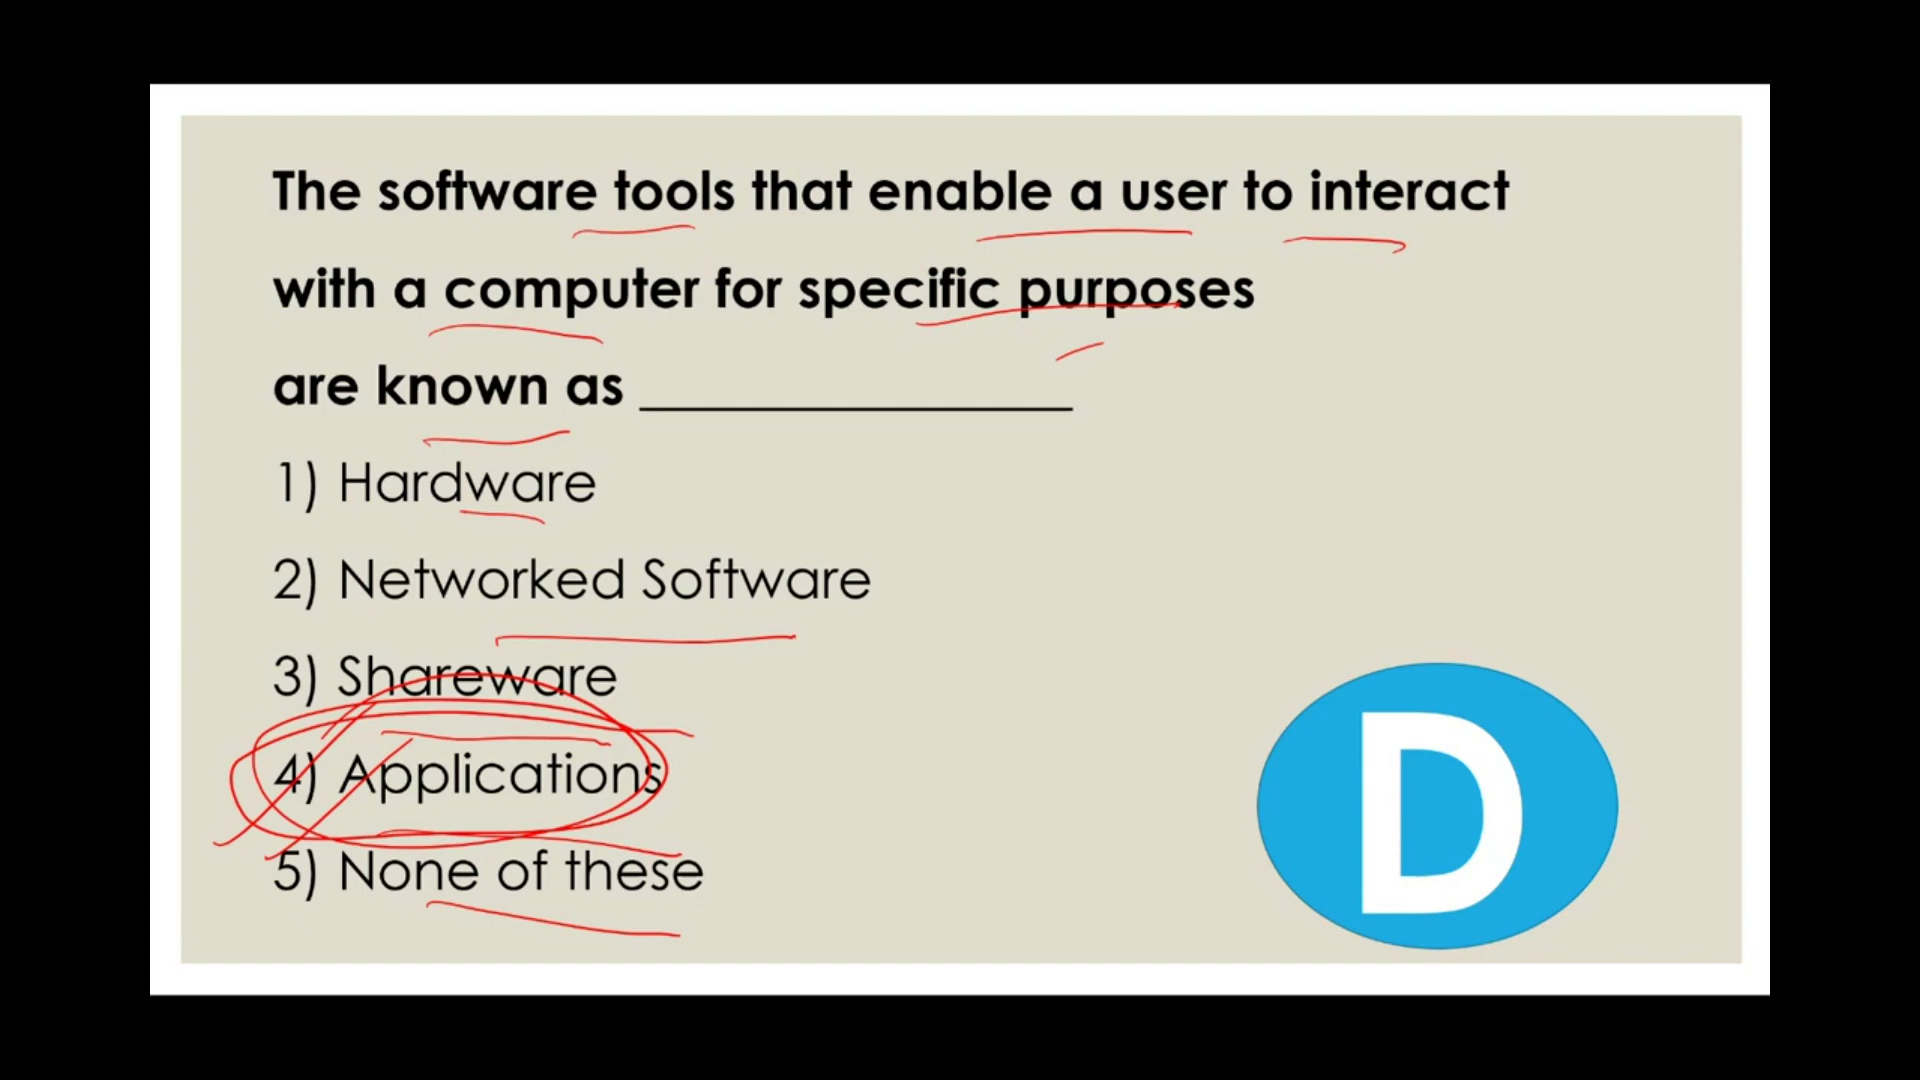 The software tools that enable a user to interact
with a computer for specific purposes
are known as ________________
1) Hardware
2) Networked Software
3) Shareware
4) Applications
5) None of these
D